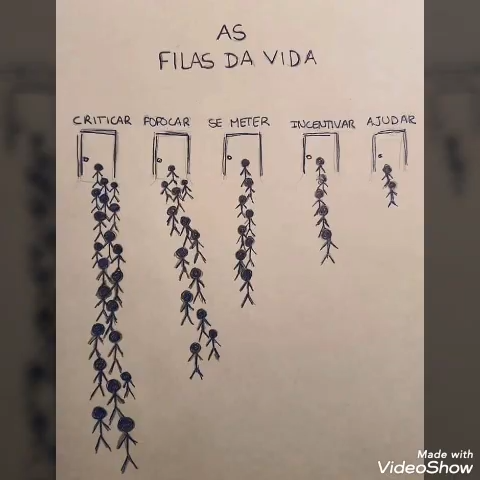 AS
FILAS DA VIDA
CRITICAR FOFOCAR SE METER INCENTIVAR AJUDAR
Made with
VideoShow